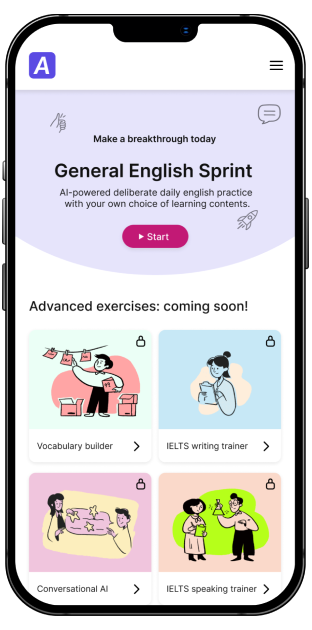 A
Make a breakthrough today
General English Sprint
AI-powered deliberate daily english practice
with your own choice of learning contents.
Start
Advanced exercises: coming soon!
Vocabulary builder
IELTS writing trainer
Conversational AI
IELTS speaking trainer